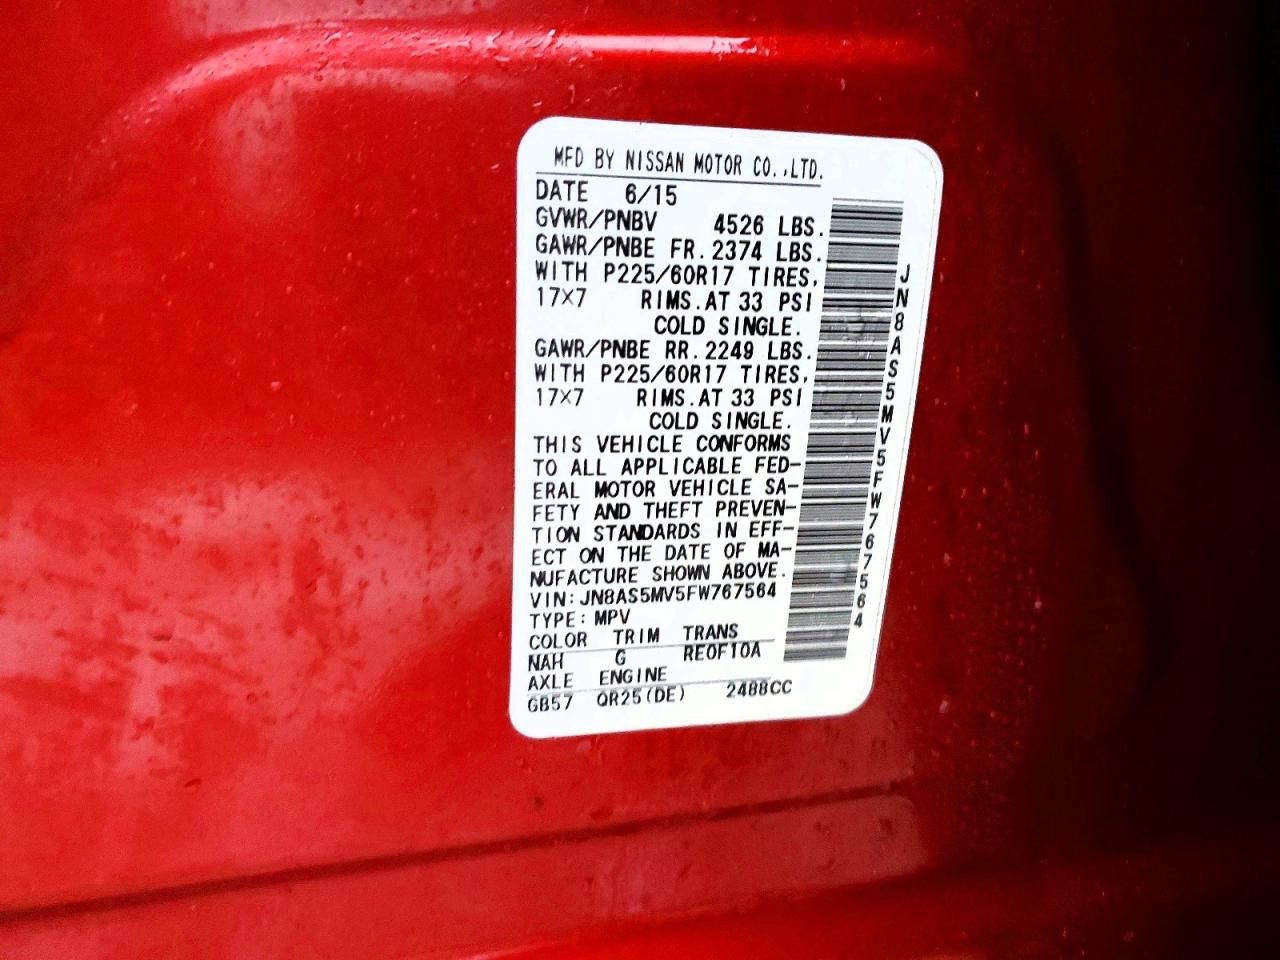 MFD BY NISSAN MOTOR CO.,LTD.
DATE 6/15
GVWR/PNBV 4526 LBS.
GAWR/PNBE FR. 2374 LBS.
WITH P225/60R17 TIRES,
17×7 RIMS.AT 33 PSI
COLD SINGLE.
GAWR/PNBE RR. 2249 LBS.
WITH P225/60R17 TIRES,
17×7 RIMS.AT 33 PSI
COLD SINGLE.
THIS VEHICLE CONFORMS
TO ALL APPLICABLE FED-
ERAL MOTOR VEHICLE SA-
FETY AND THEFT PREVEN-
TION STANDARDS IN EFF-
ECT ON THE DATE OF MA-
NUFACTURE SHOWN ABOVE.
VIN: JN8AS5MV5FW767564
TYPE: MPV
COLOR TRIM TRANS
NAH G RE0F10A
AXLE ENGINE
GB57 QR25(DE) 2488CC
JN8AS5MV5FW767564